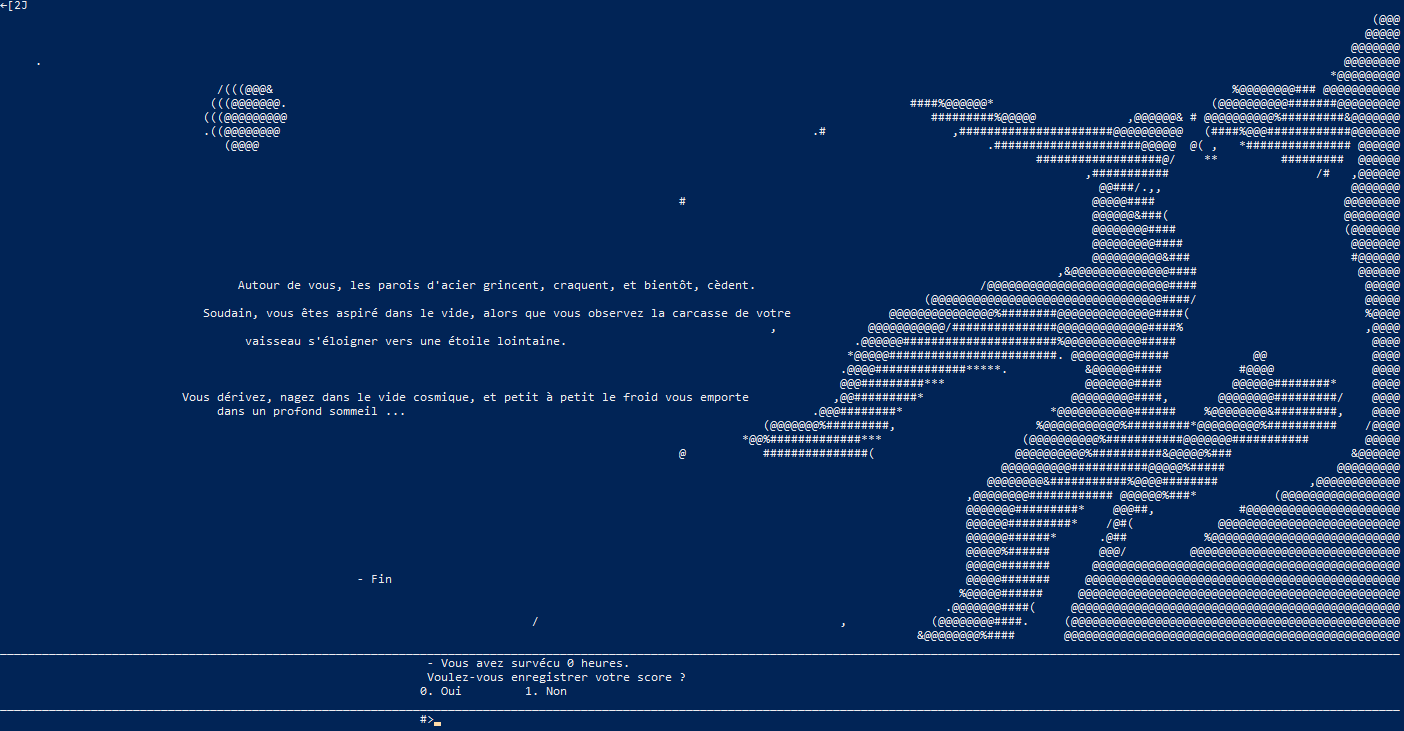 ←[2J
Autour de vous, les parois d'acier grincent, craquent, et bientôt, cèdent.
Soudain, vous êtes aspiré dans le vide, alors que vous observez la carcasse de votre
vaisseau s'éloigner vers une étoile lointaine.
Vous dérivez, nagez dans le vide cosmique, et petit à petit le froid vous emporte
dans un profond sommeil ...
- Fin
- Vous avez survécu 0 heures.
Voulez-vous enregistrer votre score ?
0. Oui 1. Non
#>